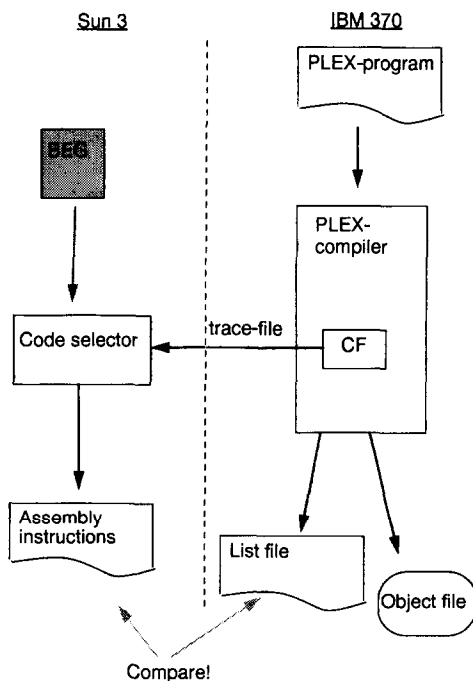 Sun 3
IBM 370
PLEX-program
BEG
PLEX-
compiler
trace-file
Code selector
CF
Assembly
instructions
List file
Object file
Compare!